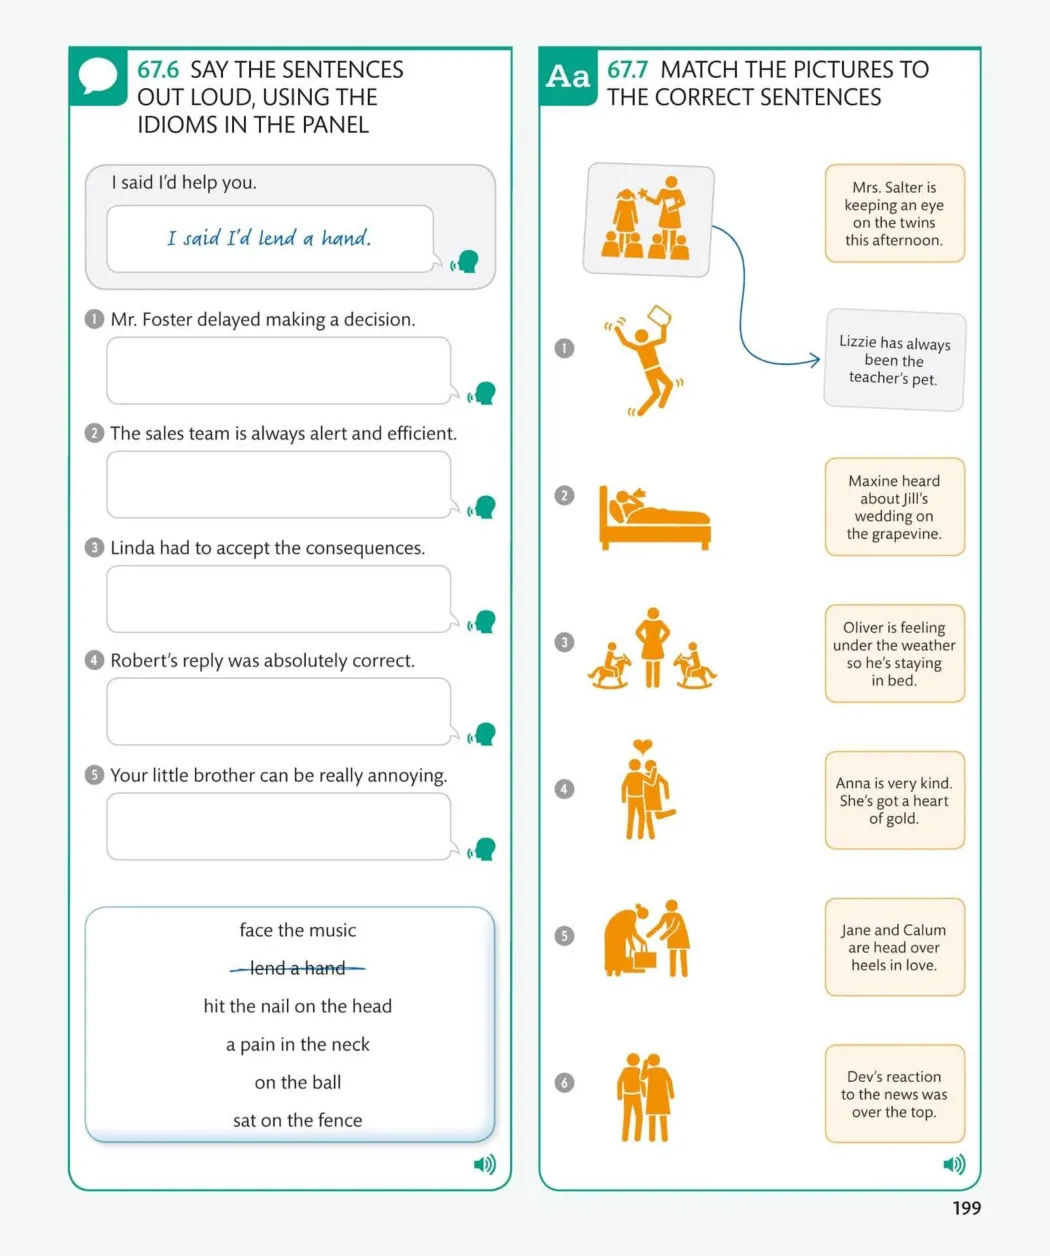 67.6 SAY THE SENTENCES
OUT LOUD, USING THE
IDIOMS IN THE PANEL
I said I'd help you.
I said I'd lend a hand.
1 Mr. Foster delayed making a decision.
2 The sales team is always alert and efficient.
3 Linda had to accept the consequences.
4 Robert's reply was absolutely correct.
5 Your little brother can be really annoying.
face the music
lend a hand
hit the nail on the head
a pain in the neck
on the ball
sat on the fence
Aa 67.7 MATCH THE PICTURES TO
THE CORRECT SENTENCES
Mrs. Salter is
keeping an eye
on the twins
this afternoon.
1
Lizzie has always
been the
teacher's pet.
2
Maxine heard
about Jill's
wedding on
the grapevine.
3
Oliver is feeling
under the weather
so he's staying
in bed.
4
Anna is very kind.
She's got a heart
of gold.
5
Jane and Calum
are head over
heels in love.
6
Dev's reaction
to the news was
over the top.
199